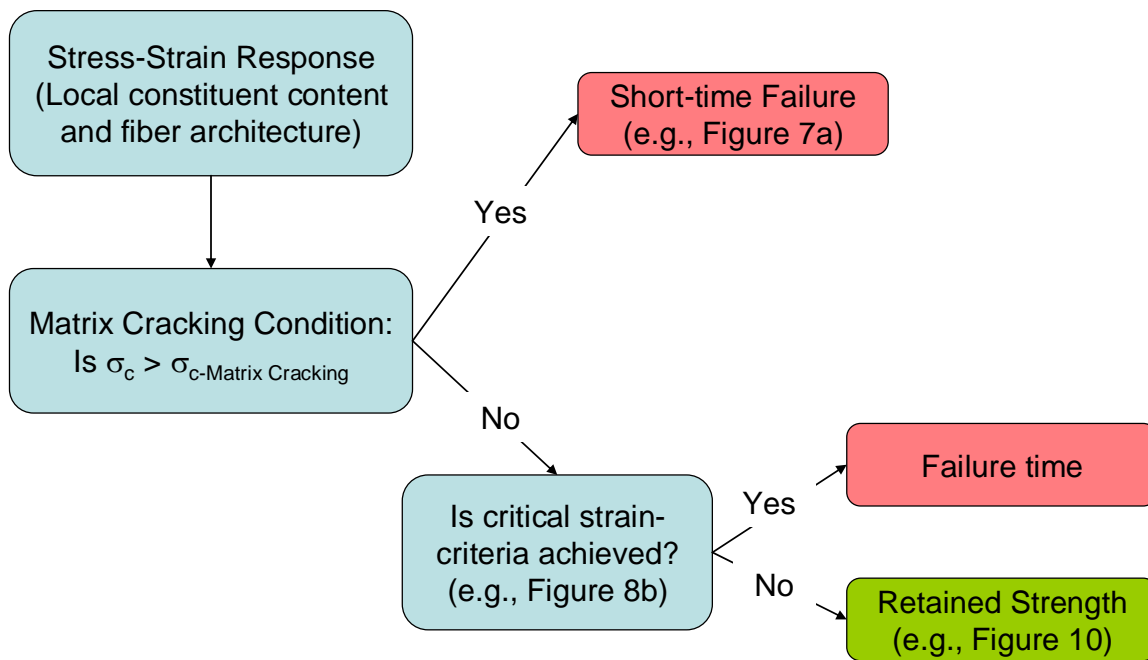 Stress-Strain Response
(Local constituent content
and fiber architecture)
Short-time Failure
(e.g., Figure 7a)
Yes
Matrix Cracking Condition:
Is σc > σc-Matrix Cracking
No
Is critical strain-
criteria achieved?
(e.g., Figure 8b)
Yes
Failure time
No
Retained Strength
(e.g., Figure 10)